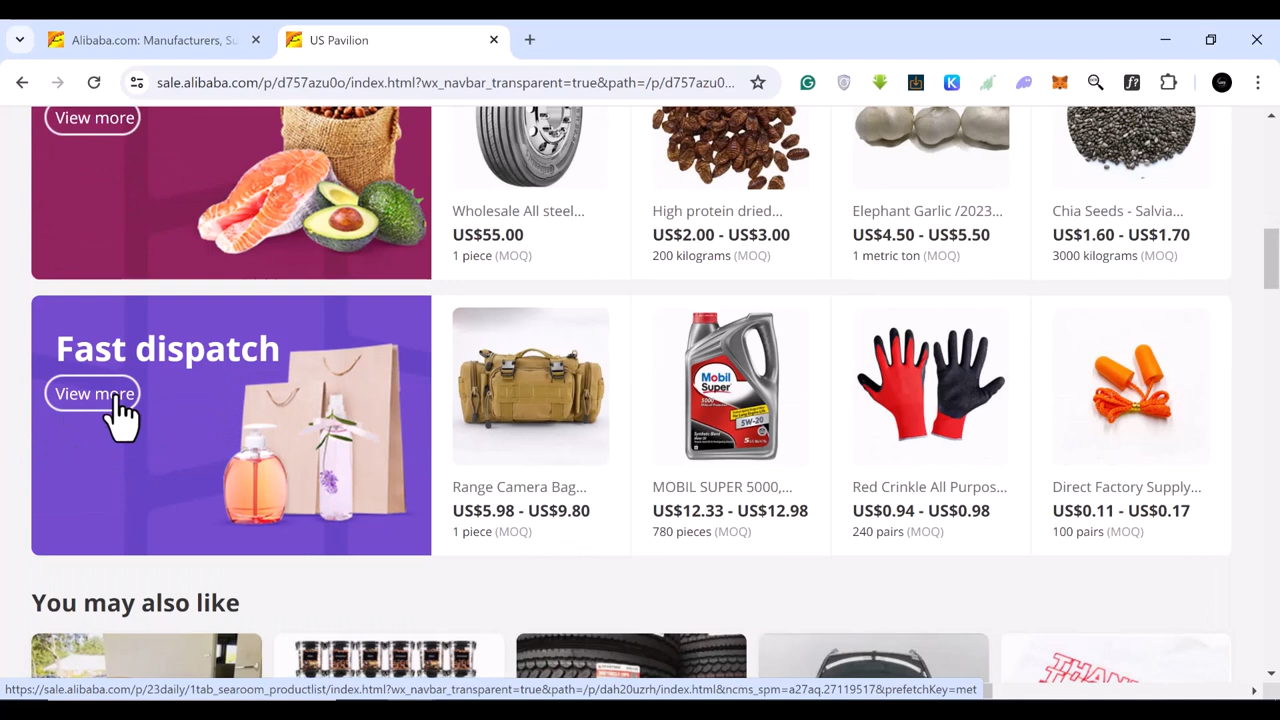 Alibaba.com: Manufacturers, Su
US Pavilion
sale.alibaba.com/p/d757azu0o/index.html?wx_navbar_transparent=true&path=/p/d757azu0...
View more
Wholesale All steel...
US$55.00
1 piece (MOQ)
High protein dried...
US$2.00 - US$3.00
200 kilograms (MOQ)
Elephant Garlic /2023...
US$4.50 - US$5.50
1 metric ton (MOQ)
Chia Seeds - Salvia...
US$1.60 - US$1.70
3000 kilograms (MOQ)
Fast dispatch
View more
Mobil
Super
5000
5W-20
Range Camera Bag...
US$5.98 - US$9.80
1 piece (MOQ)
MOBIL SUPER 5000,...
US$12.33 - US$12.98
780 pieces (MOQ)
Red Crinkle All Purpos...
US$0.94 - US$0.98
240 pairs (MOQ)
Direct Factory Supply...
US$0.11 - US$0.17
100 pairs (MOQ)
You may also like
THANK
https://sale.alibaba.com/p/23daily/1tab_searoom_productlist/index.html?wx_navbar_transparent=true&path=/p/dah20uzrh/index.html&ncms_spm=a27aq.27119517&prefetchKey=met